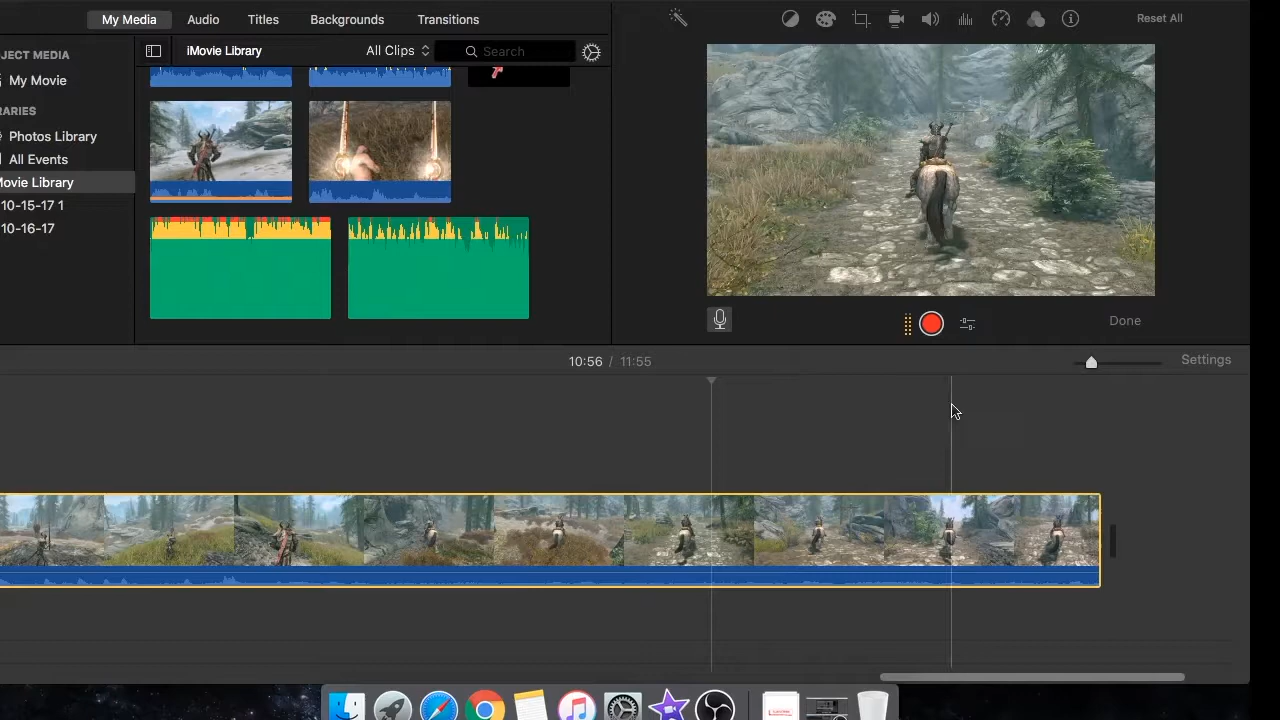 My Media Audio Titles Backgrounds Transitions
Reset All
JECT MEDIA
iMovie Library All Clips Search
My Movie
RARIES
Photos Library
All Events
Movie Library
10-15-17 1
10-16-17
Done
10:56 / 11:55
Settings